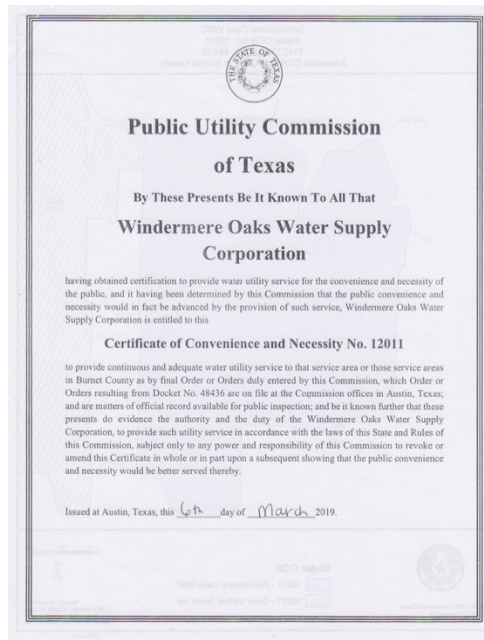 THE STATE OF TEXAS
Public Utility Commission
of Texas
By These Presents Be It Known To All That
Windermere Oaks Water Supply
Corporation
having obtained certification to provide water utility service for the convenience and necessity of
the public, and it having been determined by this Commission that the public convenience and
necessity would in fact be advanced by the provision of such service, Windermere Oaks Water
Supply Corporation is entitled to this
Certificate of Convenience and Necessity No. 12011
to provide continuous and adequate water utility service to that service area or those service areas
in Burnet County as by final Order or Orders duly entered by this Commission, which Order or
Orders resulting from Docket No. 48436 are on file at the Commission offices in Austin, Texas;
and are matters of official record available for public inspection; and be it known further that these
presents do evidence the authority and the duty of the Windermere Oaks Water Supply
Corporation, to provide such utility service in accordance with the laws of this State and Rules of
this Commission, subject only to any power and responsibility of this Commission to revoke or
amend this Certificate in whole or in part upon a subsequent showing that the public convenience
and necessity would be better served thereby.
Issued at Austin, Texas, this 6th day of March 2019.